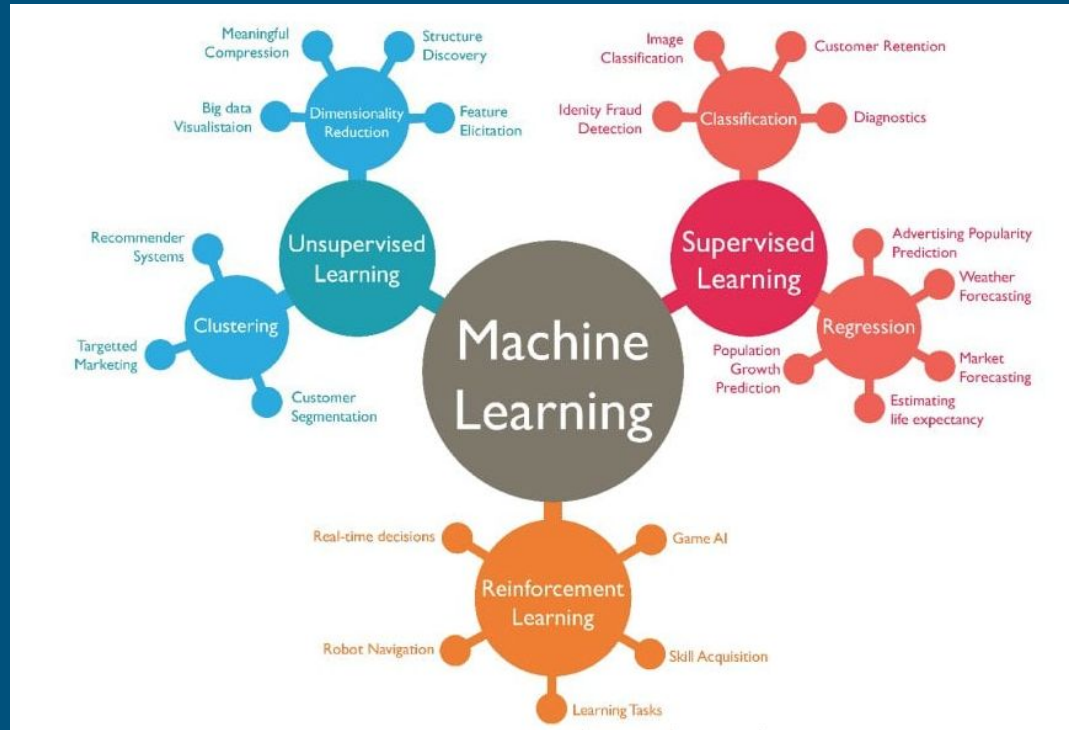 Meaningful
Compression
Structure
Discovery
Big data
Visualistaion
Dimensionality
Reduction
Feature
Elicitation
Unsupervised
Learning
Recommender
Systems
Clustering
Targetted
Marketing
Customer
Segmentation
Image
Classification
Customer Retention
Idenity Fraud
Detection
Classification
Diagnostics
Supervised
Learning
Advertising Popularity
Prediction
Weather
Forecasting
Regression
Population
Growth
Prediction
Market
Forecasting
Estimating
life expectancy
Machine
Learning
Real-time decisions
Game AI
Reinforcement
Learning
Robot Navigation
Skill Acquisition
Learning Tasks